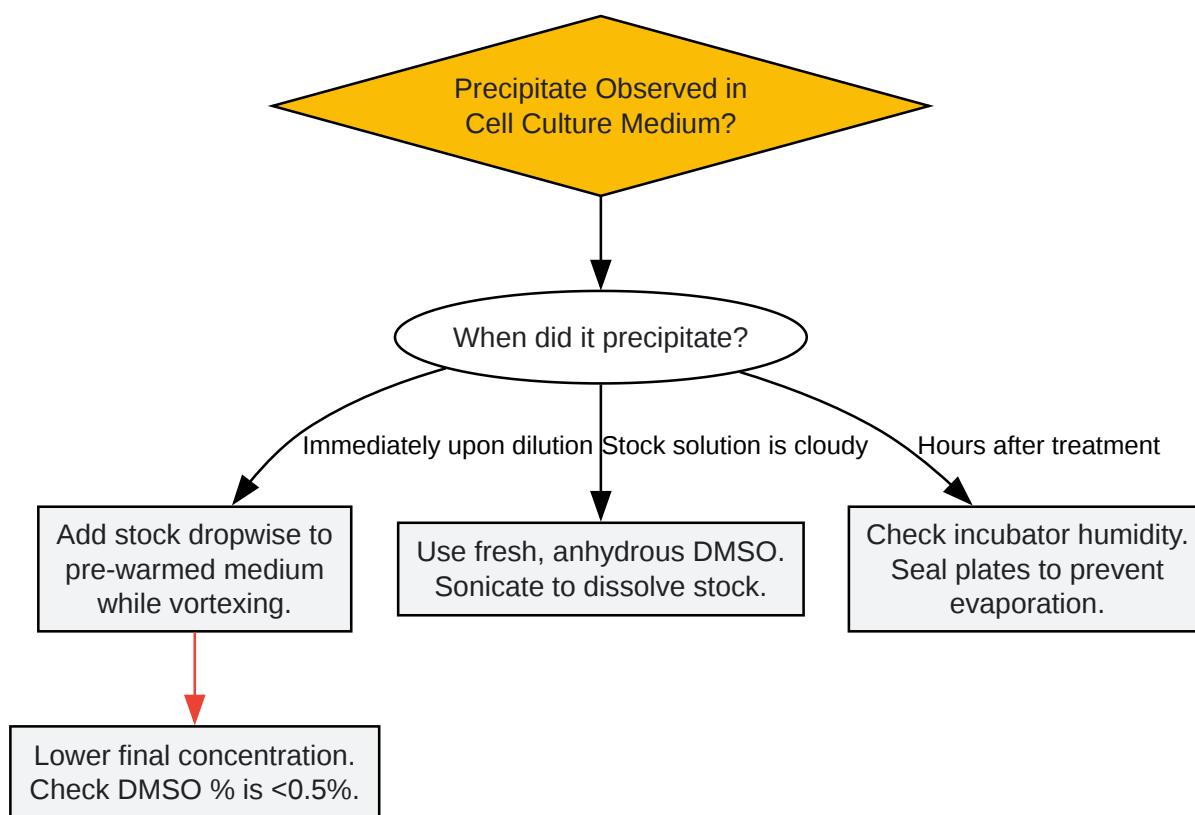 Precipitate Observed in
Cell Culture Medium?
When did it precipitate?
Immediately upon dilution
Stock solution is cloudy
Hours after treatment
Add stock dropwise to
pre-warmed medium
while vortexing.
Use fresh, anhydrous DMSO.
Sonicate to dissolve stock.
Check incubator humidity.
Seal plates to prevent
evaporation.
Lower final concentration.
Check DMSO % is <0.5%.